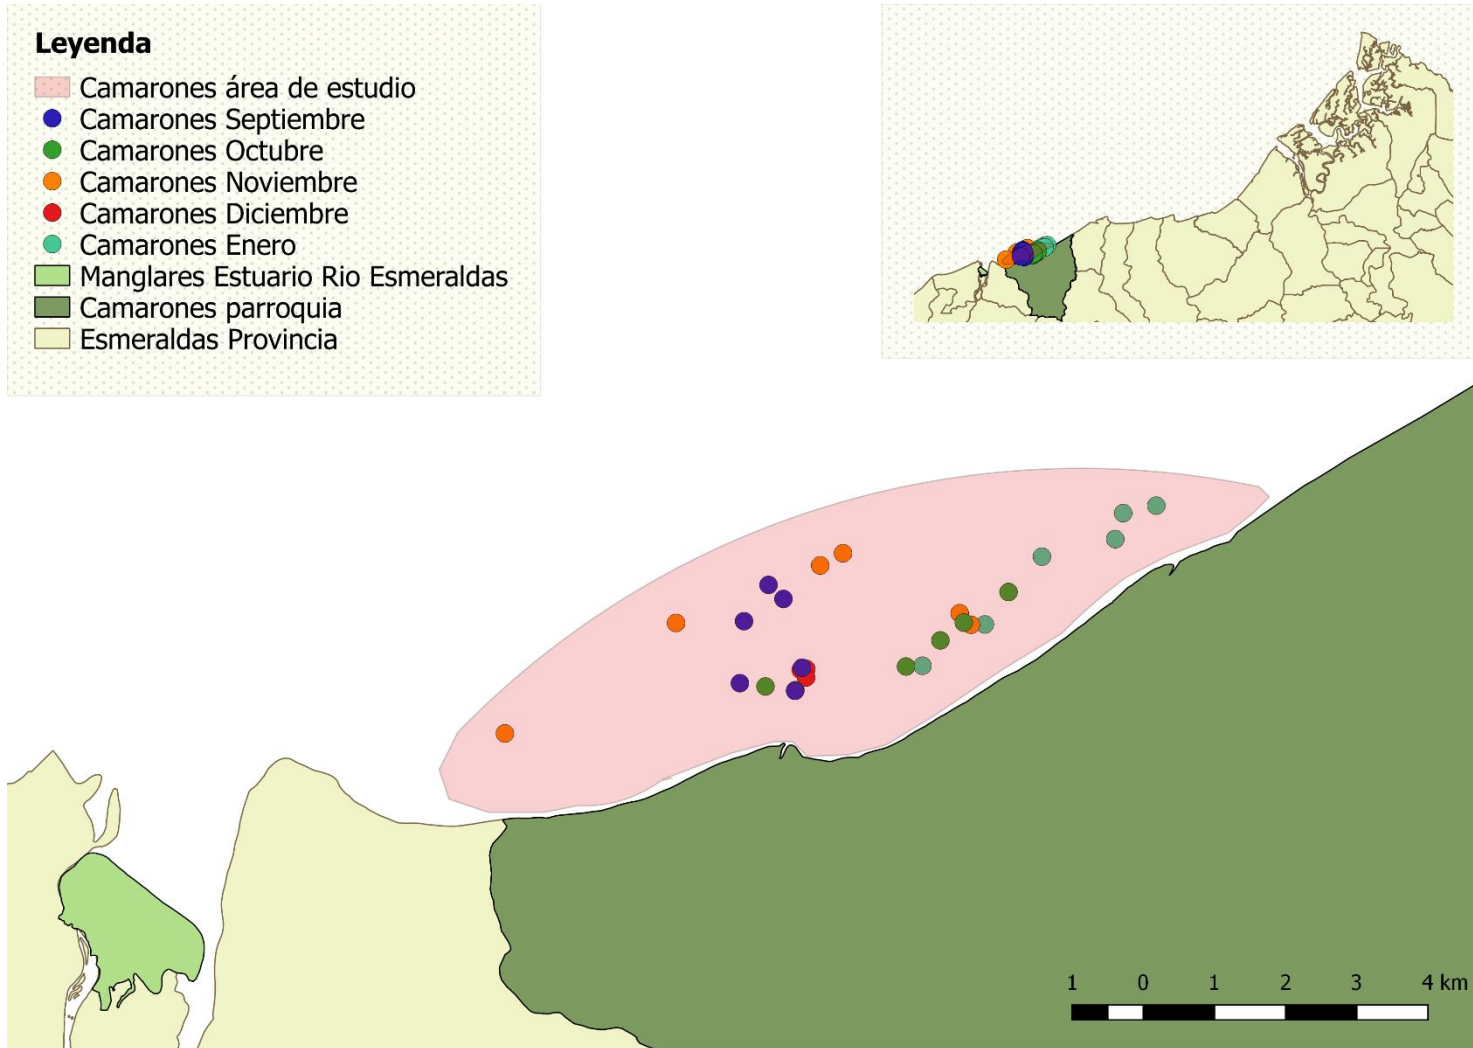 Leyenda
Camarones área de estudio
Camarones Septiembre
Camarones Octubre
Camarones Noviembre
Camarones Diciembre
Camarones Enero
Manglares Estuario Rio Esmeraldas
Camarones parroquia
Esmeraldas Provincia
1 0 1 2 3 4 km